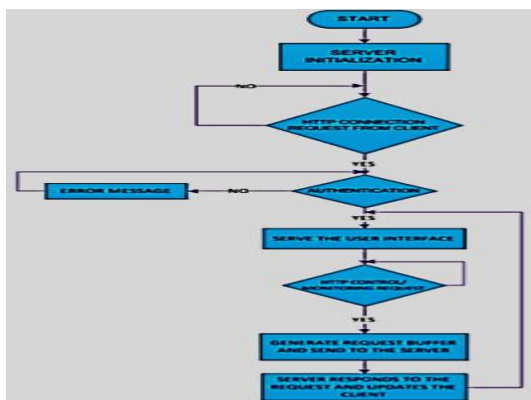 START
SERVER
INITIALIZATION
NO
HTTP CONNECTION
REQUEST FROM CLIENT
YES
AUTHENTICATION
NO
ERROR MESSAGE
YES
SERVE THE USER INTERFACE
HTTP CONTROL/
MONITORING REQUEST
YES
GENERATE REQUEST BUFFER
AND SEND TO THE SERVER
SERVER RESPONDS TO THE
REQUEST AND UPDATES THE
CLIENT